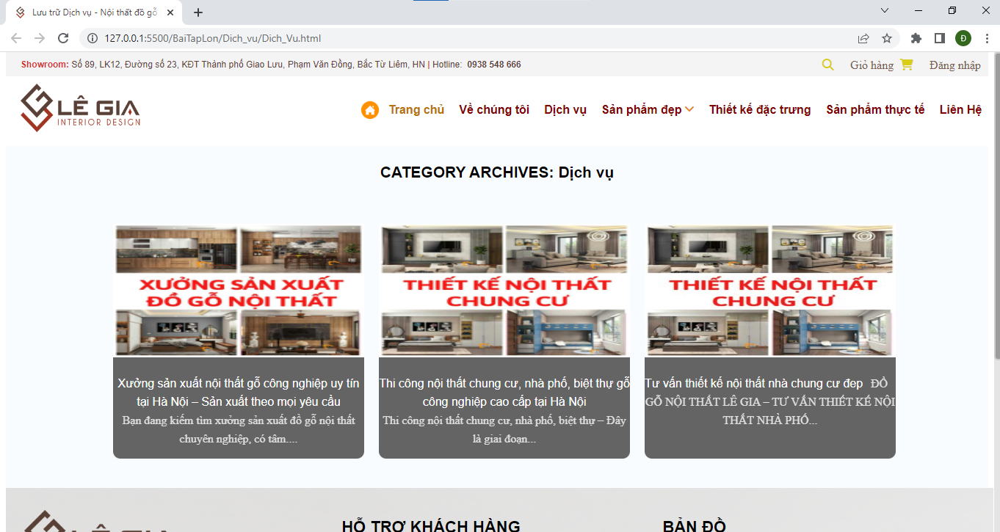 Lưu trữ Dịch vụ - Nội thất đồ gỗ
127.0.0.1:5500/BaiTapLon/Dich_vu/Dich_Vu.html
Đ
Showroom: Số 89, LK12, Đường số 23, KĐT Thành phố Giao Lưu, Phạm Văn Đồng, Bắc Từ Liêm, HN | Hotline: 0938 548 666
Giỏ hàng
Đăng nhập
LÊ GIA
INTERIOR DESIGN
Trang chủ
Về chúng tôi
Dịch vụ
Sản phẩm đẹp
Thiết kế đặc trưng
Sản phẩm thực tế
Liên Hệ
CATEGORY ARCHIVES: Dịch vụ
XƯỞNG SẢN XUẤT
ĐỒ GỖ NỘI THẤT
Xưởng sản xuất nội thất gỗ công nghiệp uy tín
tại Hà Nội – Sản xuất theo mọi yêu cầu
Bạn đang kiếm tìm xưởng sản xuất đồ gỗ nội thất
chuyên nghiệp, có tâm....
THIẾT KẾ NỘI THẤT
CHUNG CƯ
Thi công nội thất chung cư, nhà phố, biệt thự gỗ
công nghiệp cao cấp tại Hà Nội
Thi công nội thất chung cư, nhà phố, biệt thự – Đây
là giai đoạn...
THIẾT KẾ NỘI THẤT
CHUNG CƯ
Tư vấn thiết kế nội thất nhà chung cư đep ĐỒ
GỖ NỘI THẤT LÊ GIA – TƯ VẤN THIẾT KẾ NỘI
THẤT NHÀ PHỐ...
LÊ GIA
HỖ TRỢ KHÁCH HÀNG
BẢN ĐỒ